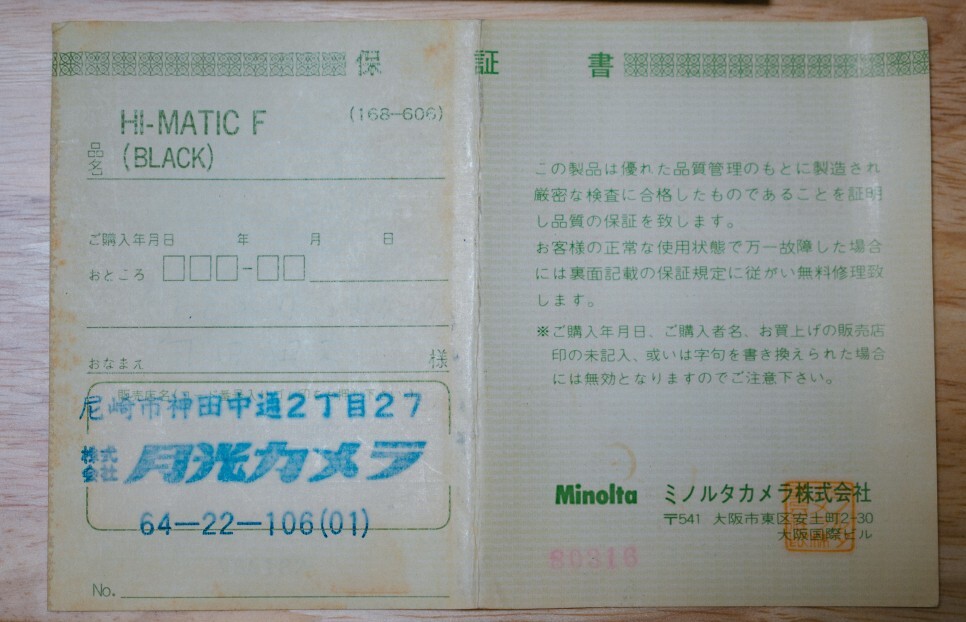 保証書
HI-MATIC F (168-606)
(BLACK)
品名
ご購入年月日 年 月 日
おところ □□□-□□
おなまえ 様
販売店名
尼崎市神田中通2丁目27
株式会社 月光カメラ
64-22-106(01)
No.
この製品は優れた品質管理のもとに製造され
厳密な検査に合格したものであることを証明
し品質の保証を致します。
お客様の正常な使用状態で万一故障した場合
には裏面記載の保証規定に従がい無料修理致
します。
※ご購入年月日、ご購入者名、お買上げの販売店
印の未記入、或いは字句を書き換えられた場合
には無効となりますのでご注意下さい。
Minolta ミノルタカメラ株式会社
〒541 大阪市東区安土町2-30
大阪国際ビル
80316